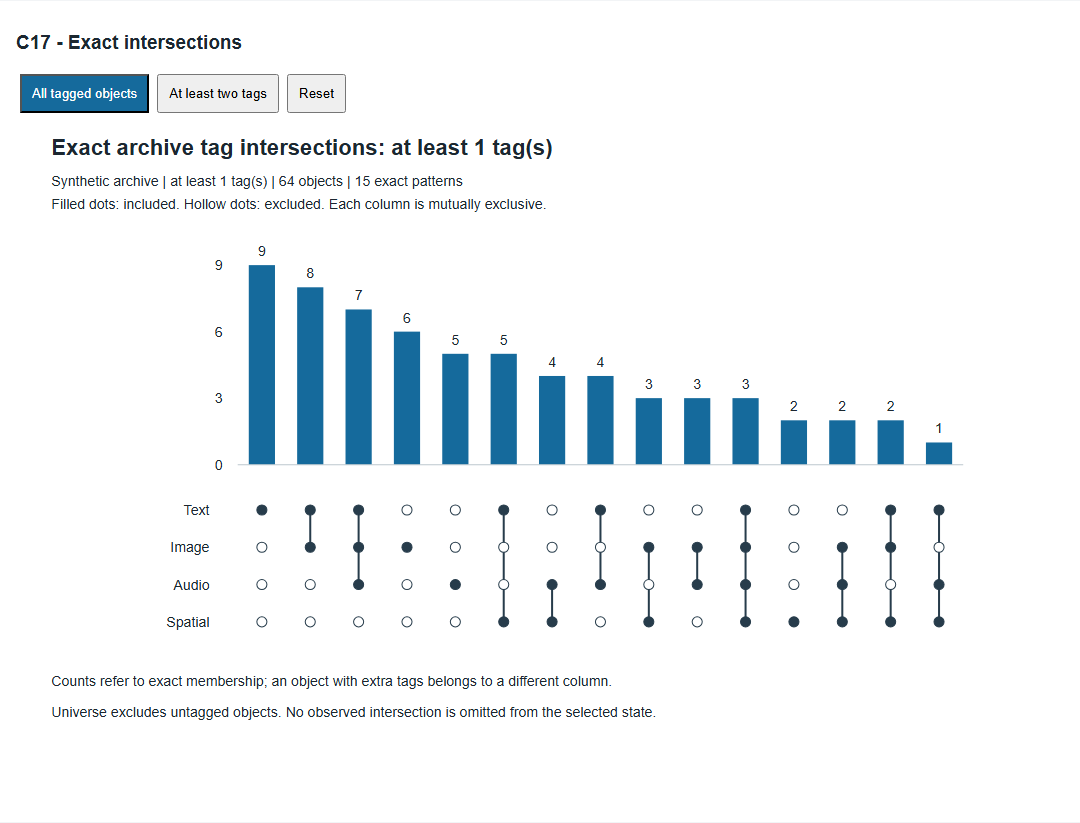 C17 - Exact intersections
All tagged objects At least two tags Reset
Exact archive tag intersections: at least 1 tag(s)
Synthetic archive | at least 1 tag(s) | 64 objects | 15 exact patterns
Filled dots: included. Hollow dots: excluded. Each column is mutually exclusive.
9 8 7 6 5 5 4 4 3 3 3 2 2 2 1
9
6
3
0
Text
Image
Audio
Spatial
Counts refer to exact membership; an object with extra tags belongs to a different column.
Universe excludes untagged objects. No observed intersection is omitted from the selected state.